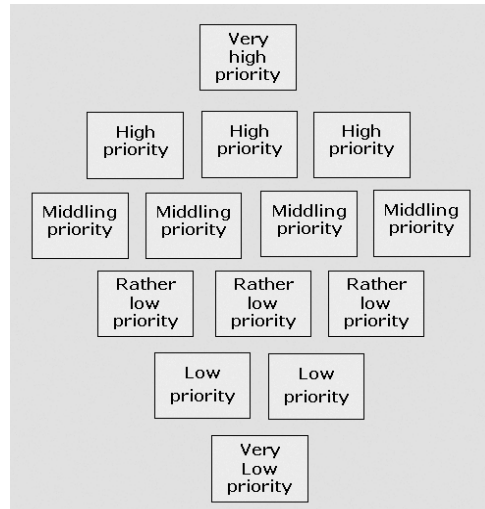 Very
high
priority
High High High
priority priority priority
Middling Middling Middling Middling
priority priority priority priority
Rather Rather Rather
low low low
priority priority priority
Low Low
priority priority
Very
Low
priority